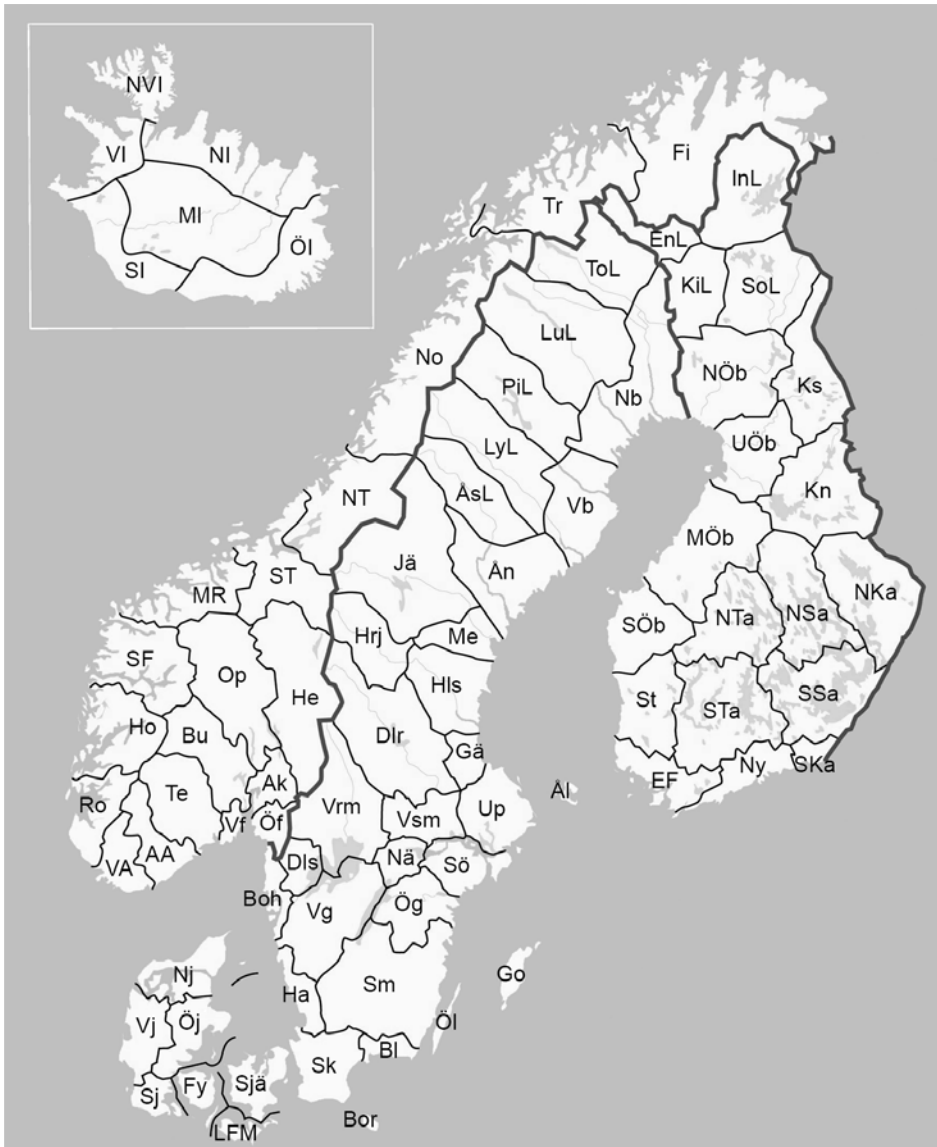 NVI
VI
NI
MI
ÖI
SI
Fi
InL
Tr
EnL
ToL
KiL
SoL
LuL
No
NÖb
PiL
Ks
Nb
UÖb
LyL
NT
ÅsL
Vb
Kn
MÖb
ST
Jä
Ån
NKa
MR
NSa
SÖb
NTa
Hrj
Me
SF
Op
Hls
SSa
He
St
STa
Ho
Bu
Dlr
Gä
SKa
Ny
EF
Ak
Te
Ål
Ro
Vrm
Up
Vf
Öf
Vsm
AA
VA
Dls
Nä
Sö
Boh
Vg
Ög
Nj
Go
Ha
Sm
Vj
Öj
Öl
Bl
Sk
Sj
Fy
Sjä
Bor
LFM